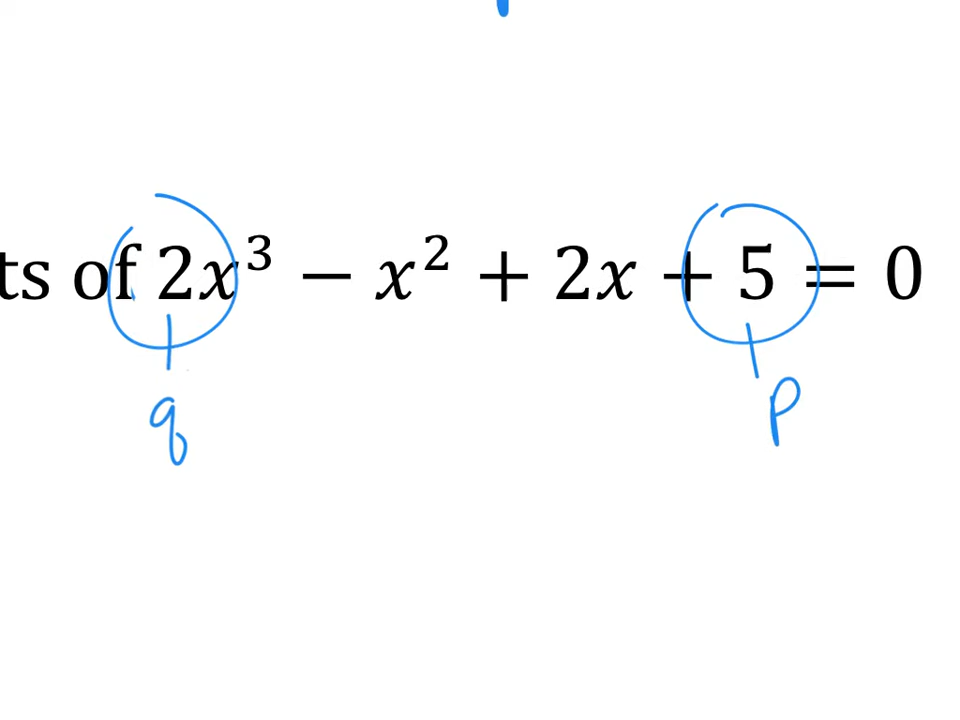 ts of 2x³ − x² + 2x + 5 = 0
q p